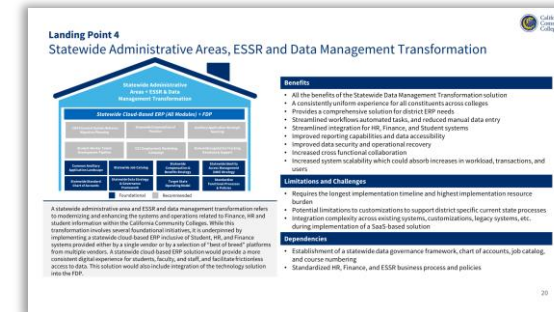 Landing Point 4
Statewide Administrative Areas, ESSR and Data Management Transformation
Statewide Administrative
Areas + ESSR & Data
Management Transformation
Statewide Cloud-Based ERP (All Modules) + FDP
Foundational Recommended
A statewide administrative area and ESSR and data management transformation refers
to modernizing and enhancing the systems and operations related to Finance, HR and
student information within the California Community Colleges. While this
transformation involves several foundational initiatives, it is underpinned by
implementing a statewide cloud-based ERP inclusive of Student, HR, and Finance
systems provided either by a single vendor or by a selection of "best of breed" platforms
from multiple vendors. A statewide cloud-based ERP solution would provide a more
consistent digital experience for students, faculty, and staff, and facilitate frictionless
access to data. This solution would also include integration of the technology solution
into the FDP.
Benefits
• All the benefits of the Statewide Data Management Transformation solution
• A consistently uniform experience for all constituents across colleges
• Provides a comprehensive solution for district ERP needs
• Streamlined workflows automated tasks, and reduced manual data entry
• Streamlined integration for HR, Finance, and Student systems
• Improved reporting capabilities and data accessibility
• Improved data security and operational recovery
• Increased cross functional collaboration
• Increased system scalability which could absorb increases in workload, transactions, and
users
Limitations and Challenges
• Requires the longest implementation timeline and highest implementation resource
burden
• Potential limitations to customizations to support district specific current state processes
• Integration complexity across existing systems, customizations, legacy systems, etc.
during implementation of a SaaS-based solution
Dependencies
• Establishment of a statewide data governance framework, chart of accounts, job catalog,
and course numbering
• Standardized HR, Finance, and ESSR business process and policies
20